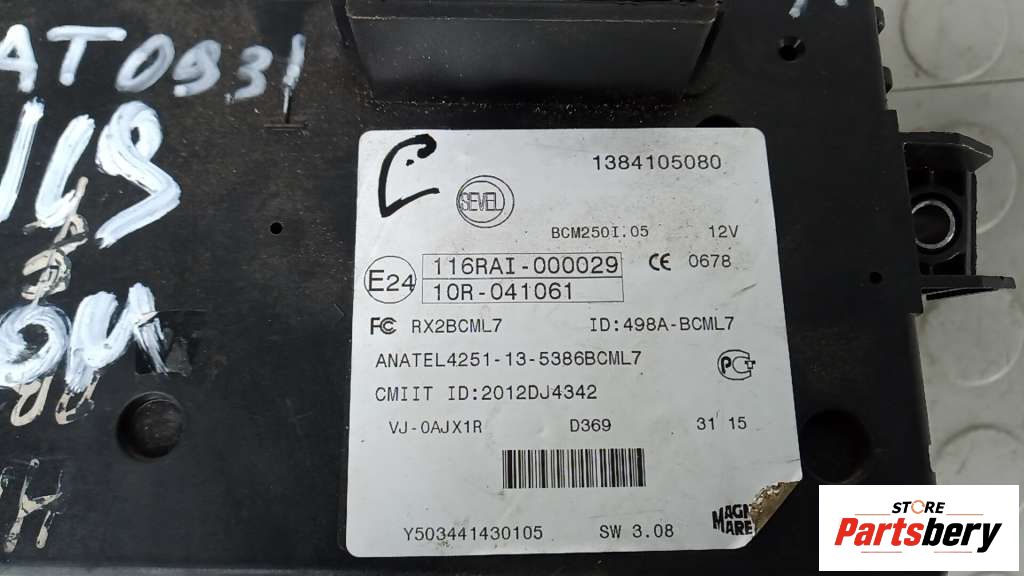 AT0931
1384105080
SEVEL
BCM250I.05 12V
E24
116RAI-000029
CE 0678
10R-041061
FC RX2BCML7 ID:498A-BCML7
ANATEL4251-13-5386BCML7
CMIIT ID:2012DJ4342
VJ-0AJX1R D369 31 15
Y503441430105 SW 3.08
STORE
Partsbery